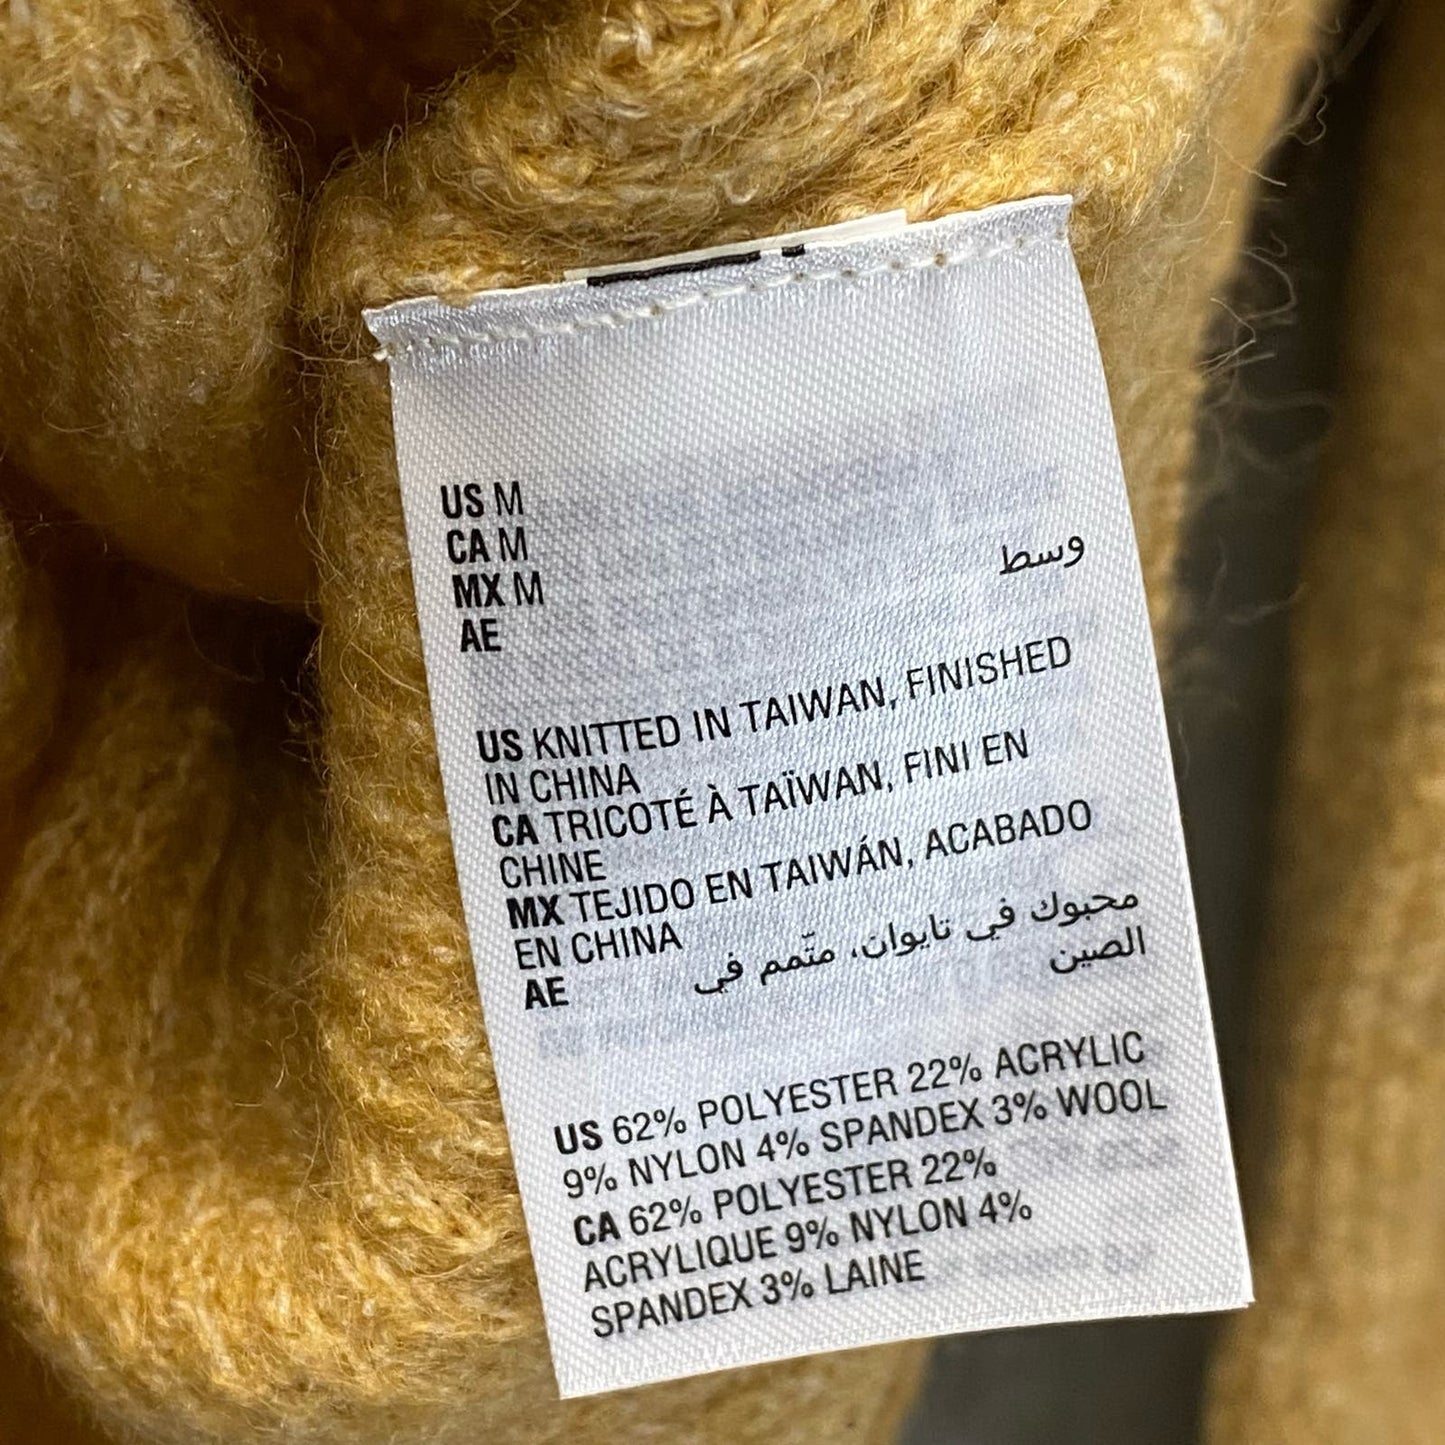 US M
CA M
MX M
AE وسط
US KNITTED IN TAIWAN, FINISHED
IN CHINA
CA TRICOTÉ À TAÏWAN, FINI EN
CHINE
MX TEJIDO EN TAIWÁN, ACABADO
EN CHINA
AE محبوك في تايوان، متّمم في
الصين
US 62% POLYESTER 22% ACRYLIC
9% NYLON 4% SPANDEX 3% WOOL
CA 62% POLYESTER 22%
ACRYLIQUE 9% NYLON 4%
SPANDEX 3% LAINE